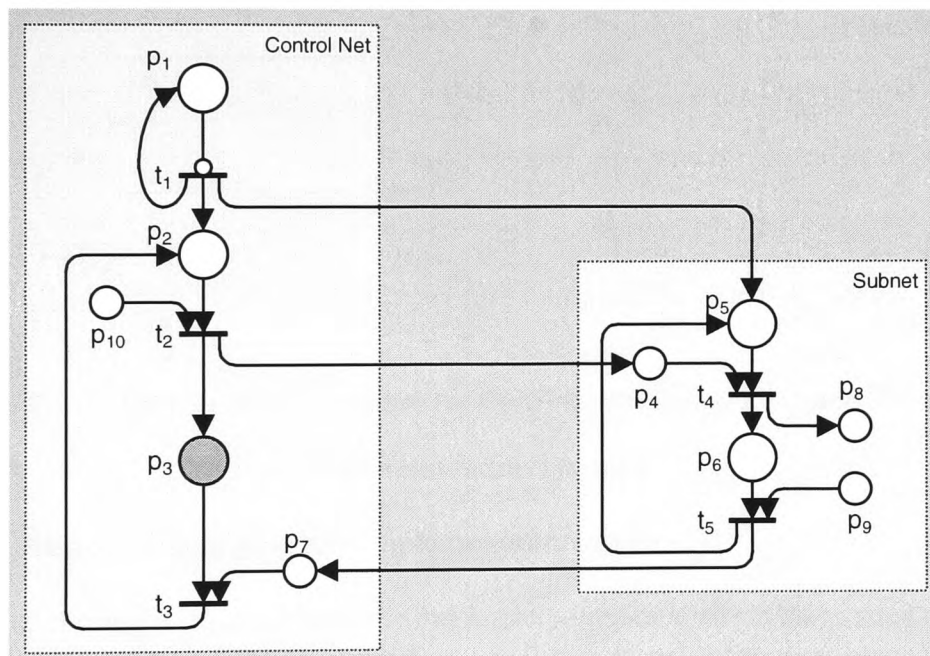 Control Net
p1
t1
p2
p10
t2
p3
p7
t3
Subnet
p5
p4
t4
p8
p6
t5
p9